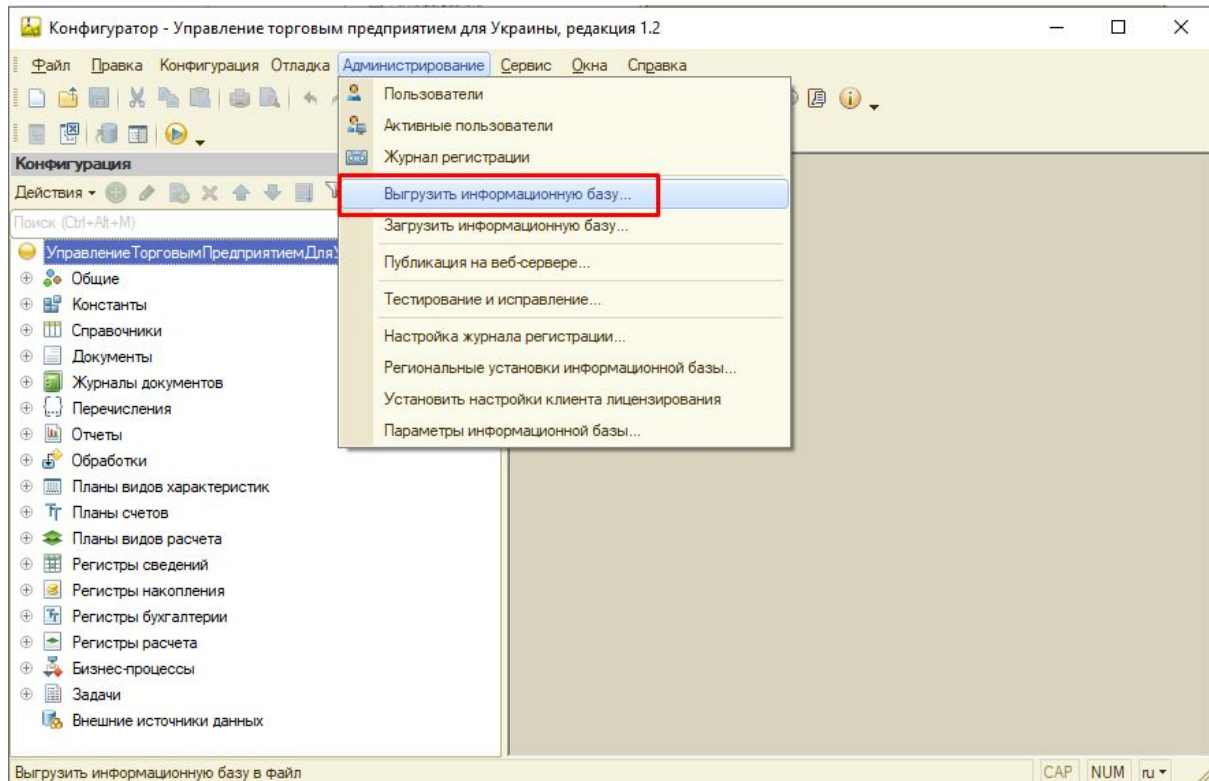 Конфигуратор - Управление торговым предприятием для Украины, редакция 1.2
Файл Правка Конфигурация Отладка Администрирование Сервис Окна Справка
Пользователи
Активные пользователи
Журнал регистрации
Выгрузить информационную базу...
Загрузить информационную базу...
Публикация на веб-сервере...
Тестирование и исправление...
Настройка журнала регистрации...
Региональные установки информационной базы...
Установить настройки клиента лицензирования
Параметры информационной базы...
Конфигурация
Действия
Поиск (Ctrl+Alt+M)
УправлениеТорговымПредприятиемДля
Общие
Константы
Справочники
Документы
Журналы документов
Перечисления
Отчеты
Обработки
Планы видов характеристик
Планы счетов
Планы видов расчета
Регистры сведений
Регистры накопления
Регистры бухгалтерии
Регистры расчета
Бизнес-процессы
Задачи
Внешние источники данных
Выгрузить информационную базу в файл
CAP NUM ru